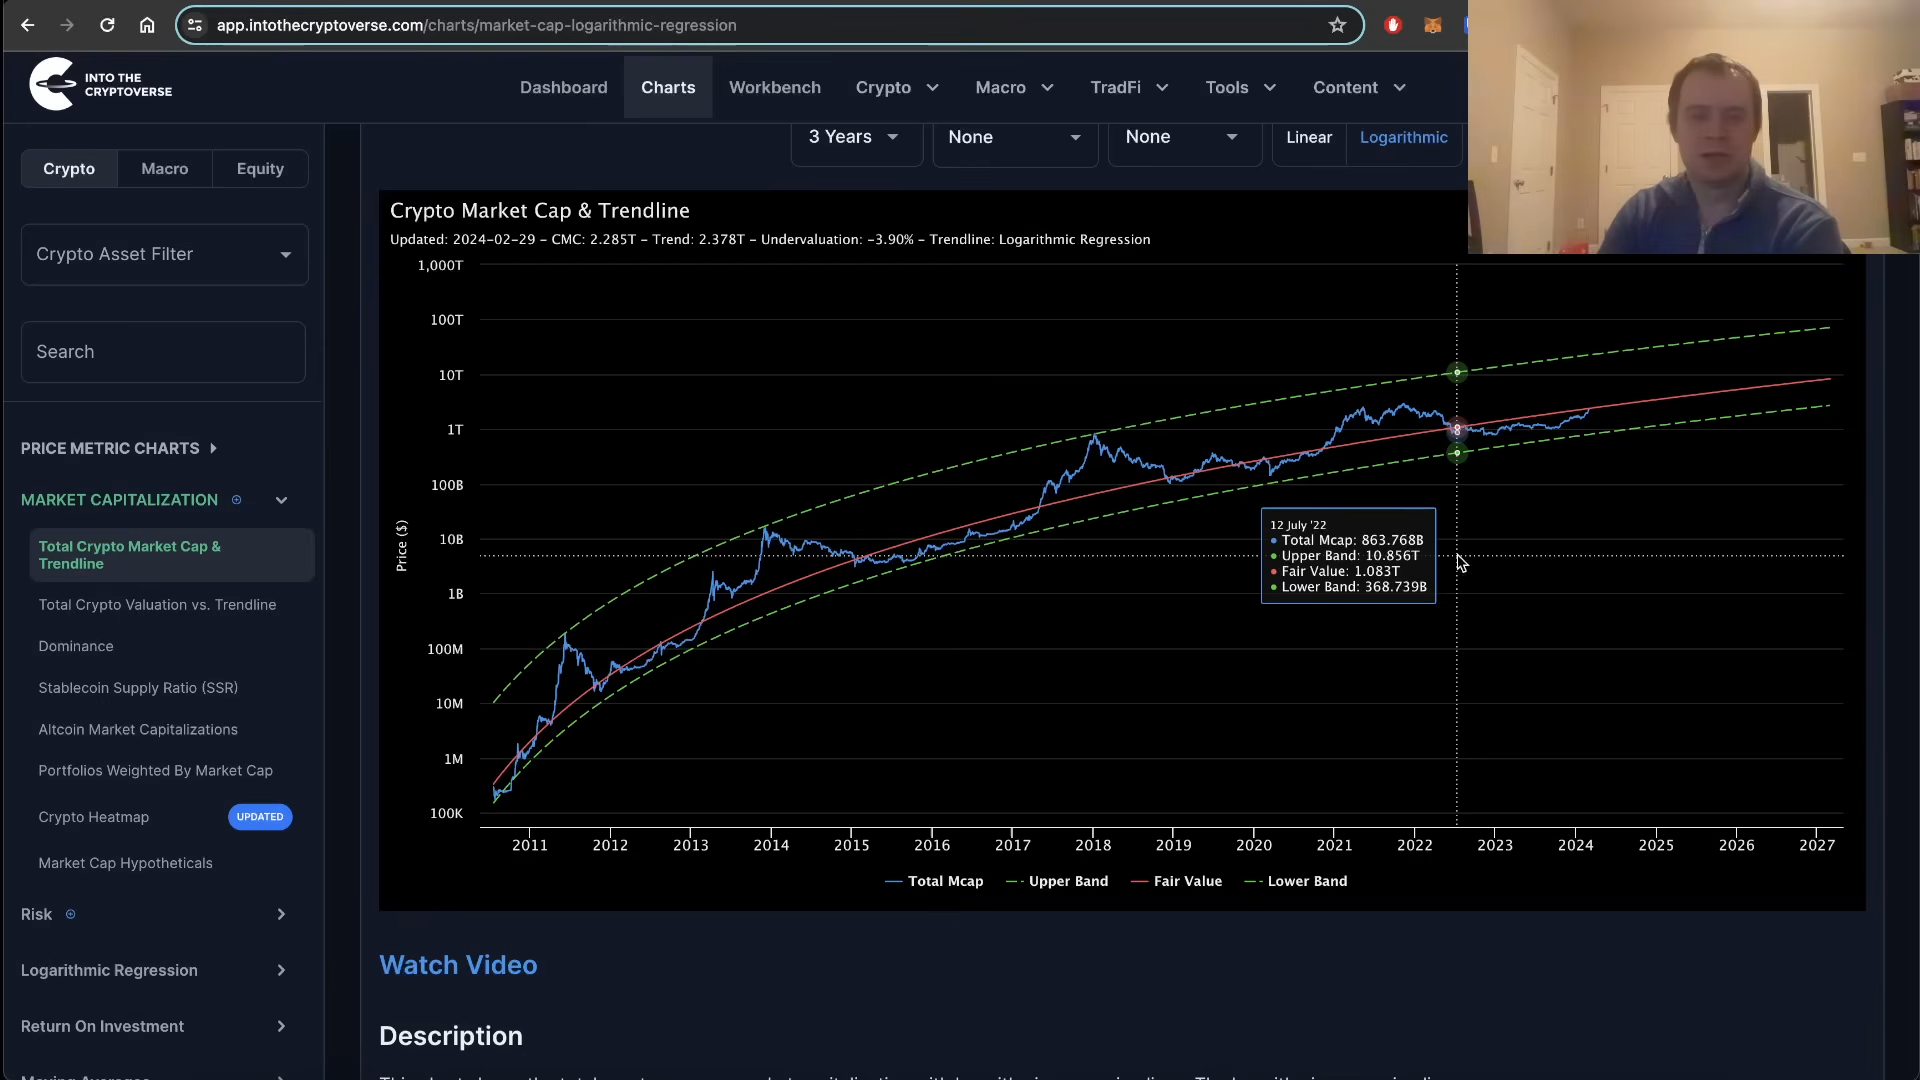 app.intothecryptoverse.com/charts/market-cap-logarithmic-regression
INTO THE
CRYPTOVERSE
Dashboard
Charts
Workbench
Crypto
Macro
TradFi
Tools
Content
Crypto
Macro
Equity
3 Years
None
None
Linear
Logarithmic
Crypto Asset Filter
Search
PRICE METRIC CHARTS
MARKET CAPITALIZATION
Total Crypto Market Cap &
Trendline
Total Crypto Valuation vs. Trendline
Dominance
Stablecoin Supply Ratio (SSR)
Altcoin Market Capitalizations
Portfolios Weighted By Market Cap
Crypto Heatmap
UPDATED
Market Cap Hypotheticals
Risk
Logarithmic Regression
Return On Investment
Crypto Market Cap & Trendline
Updated: 2024-02-29 – CMC: 2.285T – Trend: 2.378T – Undervaluation: -3.90% – Trendline: Logarithmic Regression
Price ($)
1,000T
100T
10T
1T
100B
10B
1B
100M
10M
1M
100K
12 July '22
Total Mcap: 863.768B
Upper Band: 10.856T
Fair Value: 1.083T
Lower Band: 368.739B
2011
2012
2013
2014
2015
2016
2017
2018
2019
2020
2021
2022
2023
2024
2025
2026
2027
Total Mcap
Upper Band
Fair Value
Lower Band
Watch Video
Description